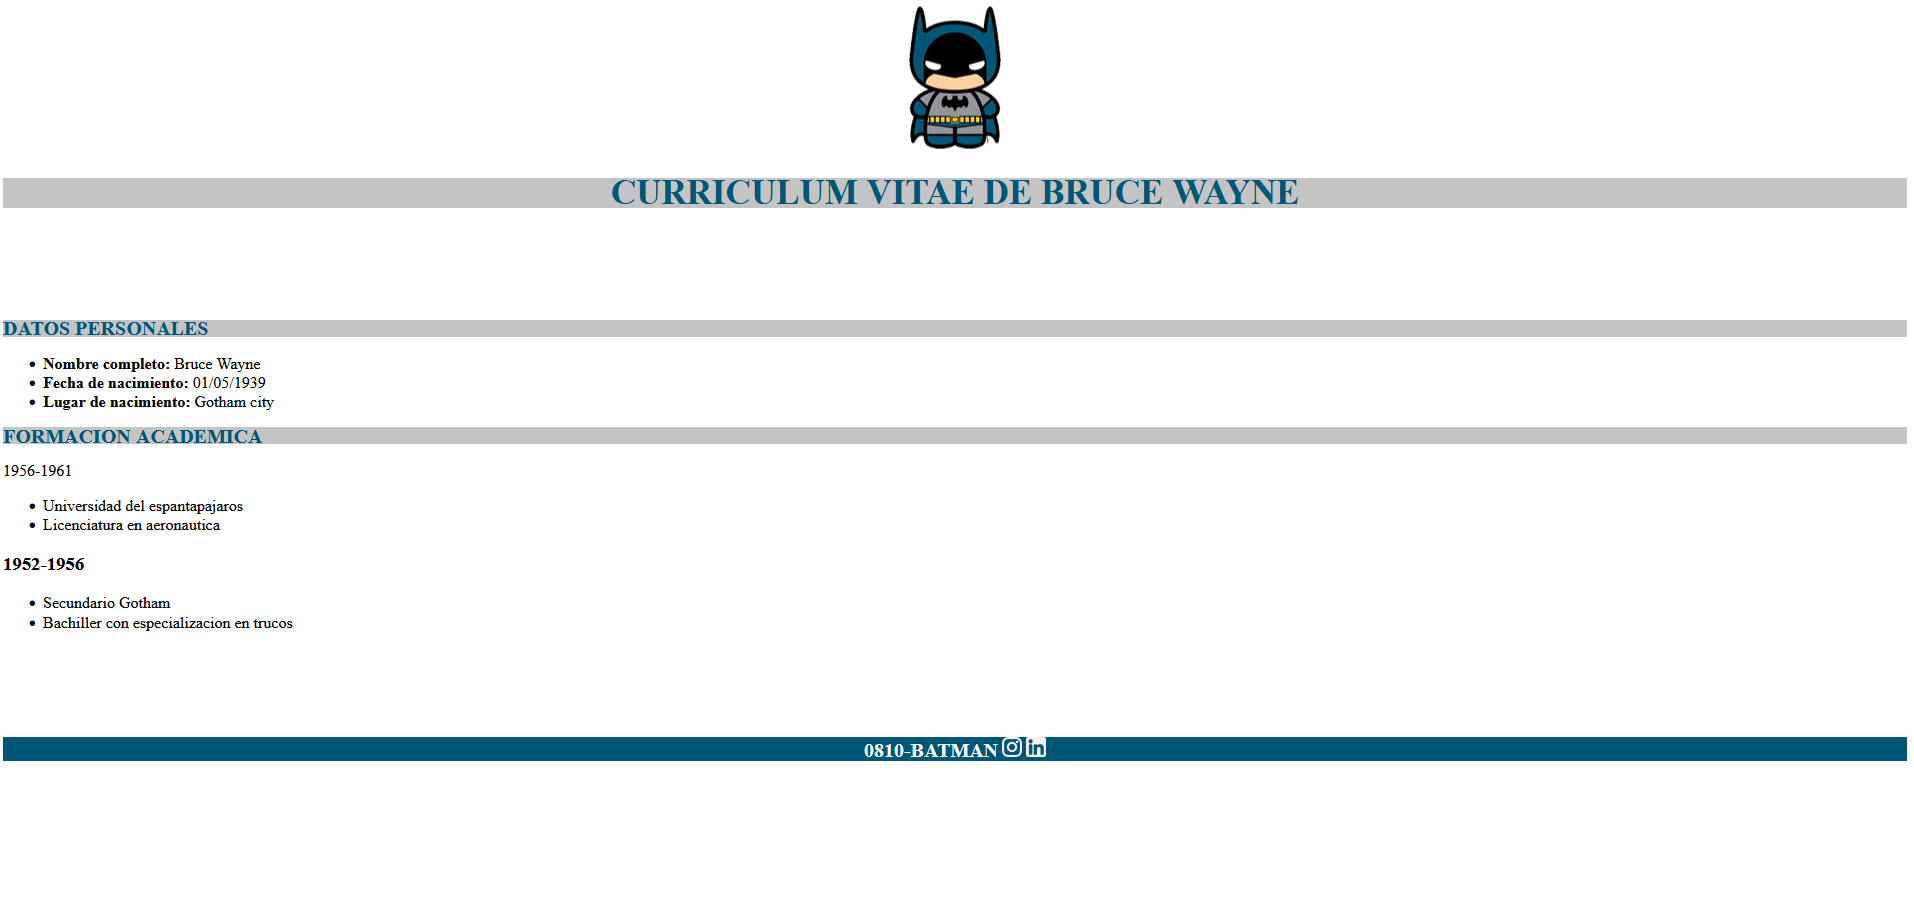 CURRICULUM VITAE DE BRUCE WAYNE
DATOS PERSONALES
Nombre completo: Bruce Wayne
Fecha de nacimiento: 01/05/1939
Lugar de nacimiento: Gotham city
FORMACION ACADEMICA
1956-1961
Universidad del espantapajaros
Licenciatura en aeronautica
1952-1956
Secundario Gotham
Bachiller con especializacion en trucos
0810-BATMAN in